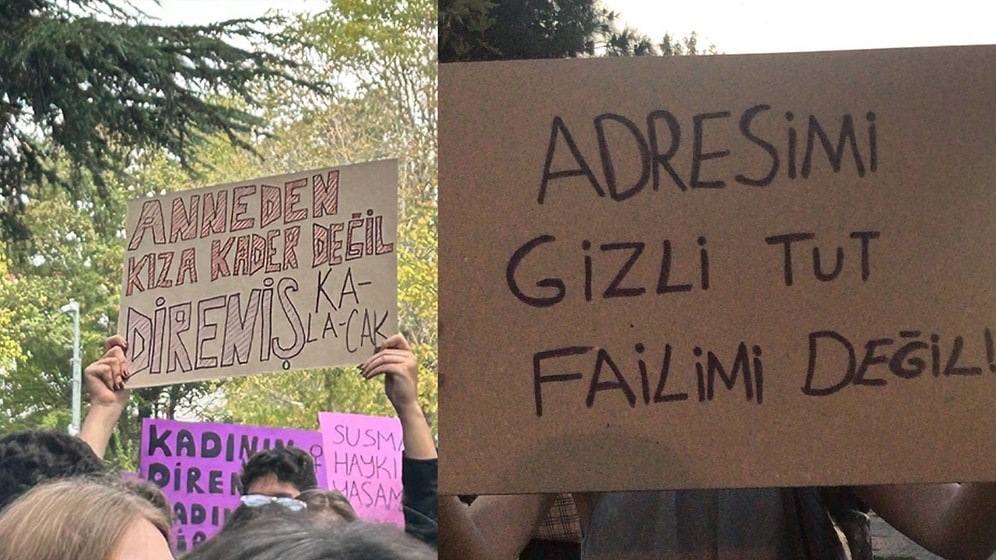 ANNEDEN
KIZA KADER DEĞİL
DİRENİŞ KA-
LA-CAK
KADININ
DİREN
KADIN
SUSMA
HAYKI
YAŞAM
ADRESİMİ
GİZLİ TUT
FAİLİMİ DEĞİL!